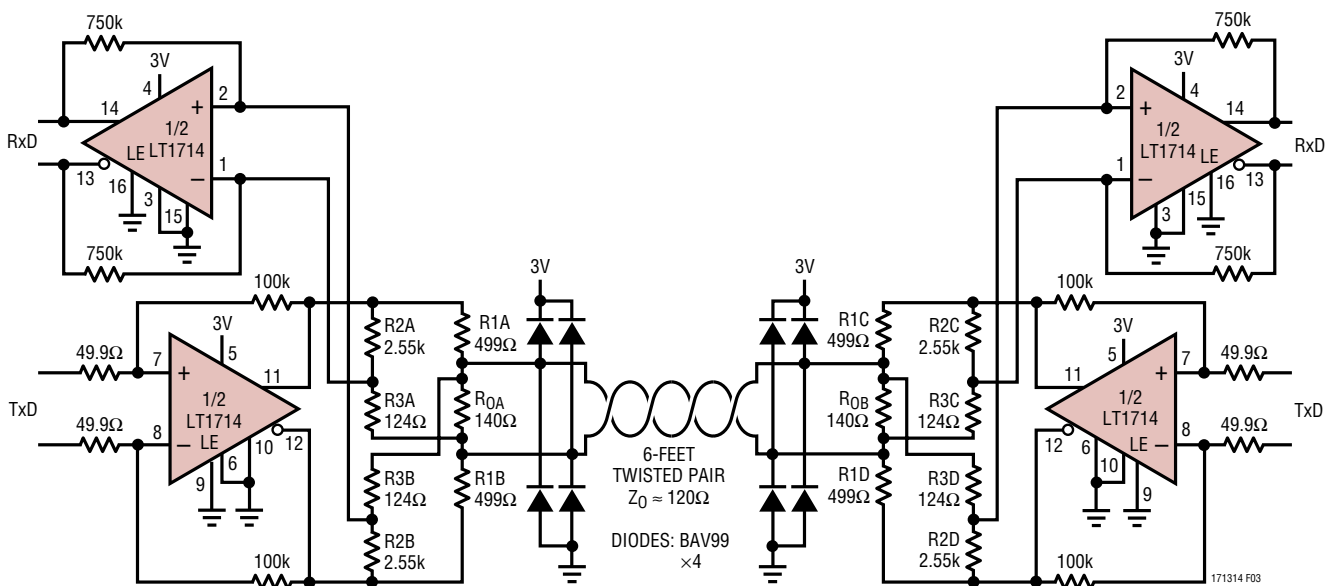 750k
3V
4
2
14
+
1/2
LT1714
LE
RxD
1
13
16
−
3
15
750k
100k
3V
5
49.9Ω
7
+
11
1/2
LT1714
TxD
49.9Ω
8
−
LE
10
12
6
9
100k
R2A
2.55k
R1A
499Ω
R3A
124Ω
R0A
140Ω
R3B
124Ω
R1B
499Ω
R2B
2.55k
3V
3V
6-FEET
TWISTED PAIR
ZO ≈ 120Ω
DIODES: BAV99
×4
R1C
499Ω
R2C
2.55k
R0B
140Ω
R3C
124Ω
R1D
499Ω
R3D
124Ω
R2D
2.55k
750k
3V
4
2
14
+
1/2
LT1714
LE
RxD
1
13
16
−
3
15
750k
100k
3V
5
7
49.9Ω
11
+
1/2
LT1714
TxD
49.9Ω
12
6
10
LE
−
8
9
100k
171314 F03